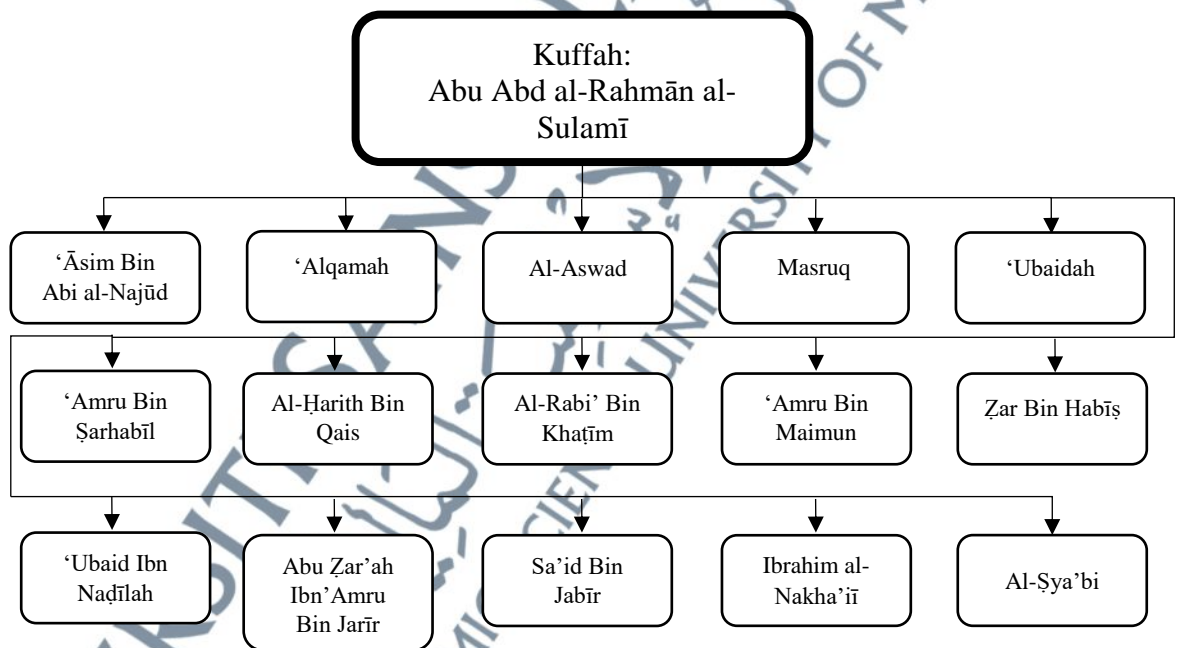 Kuffah:
Abu Abd al-Rahmān al-
Sulamī
‘Āsim Bin
Abi al-Najūd
‘Alqamah
Al-Aswad
Masruq
‘Ubaidah
‘Amru Bin
Ṣarhabīl
Al-Ḥarith Bin
Qais
Al-Rabi’ Bin
Khaṭīm
‘Amru Bin
Maimun
Ẓar Bin Habīṣ
‘Ubaid Ibn
Naḍīlah
Abu Ẓar’ah
Ibn’Amru
Bin Jarīr
Sa’id Bin
Jabīr
Ibrahim al-
Nakha’iī
Al-Ṣya’bi